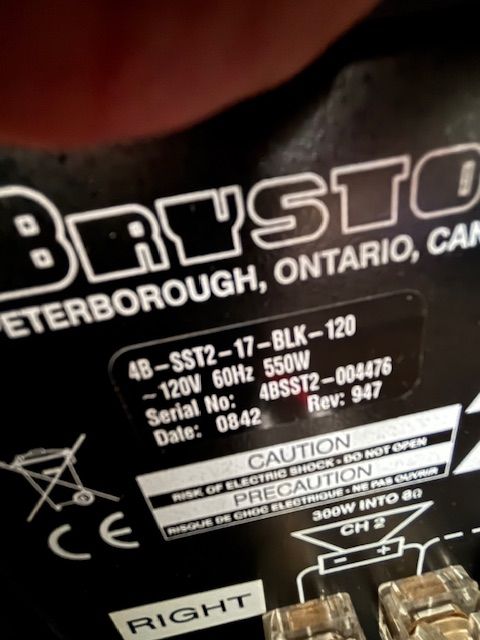 BRYSTO
PETERBOROUGH, ONTARIO, CAN
4B-SST2-17-BLK-120
~120V 60Hz 550W
Serial No: 4BSST2-004476
Date: 0842 Rev: 947
CAUTION
RISK OF ELECTRIC SHOCK • DO NOT OPEN
PRECAUTION
RISQUE DE CHOC ELECTRIQUE • NE PAS OUVRIR
CE
300W INTO 8Ω
CH 2
- +
RIGHT